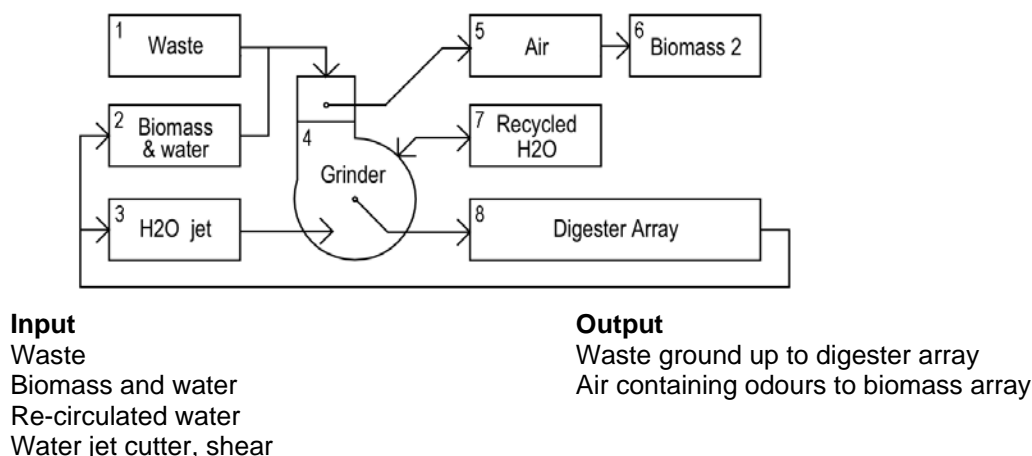 1
Waste
2
Biomass
& water
3
H2O jet
4
Grinder
5
Air
6
Biomass 2
7
Recycled
H2O
8
Digester Array
Input
Waste
Biomass and water
Re-circulated water
Water jet cutter, shear
Output
Waste ground up to digester array
Air containing odours to biomass array